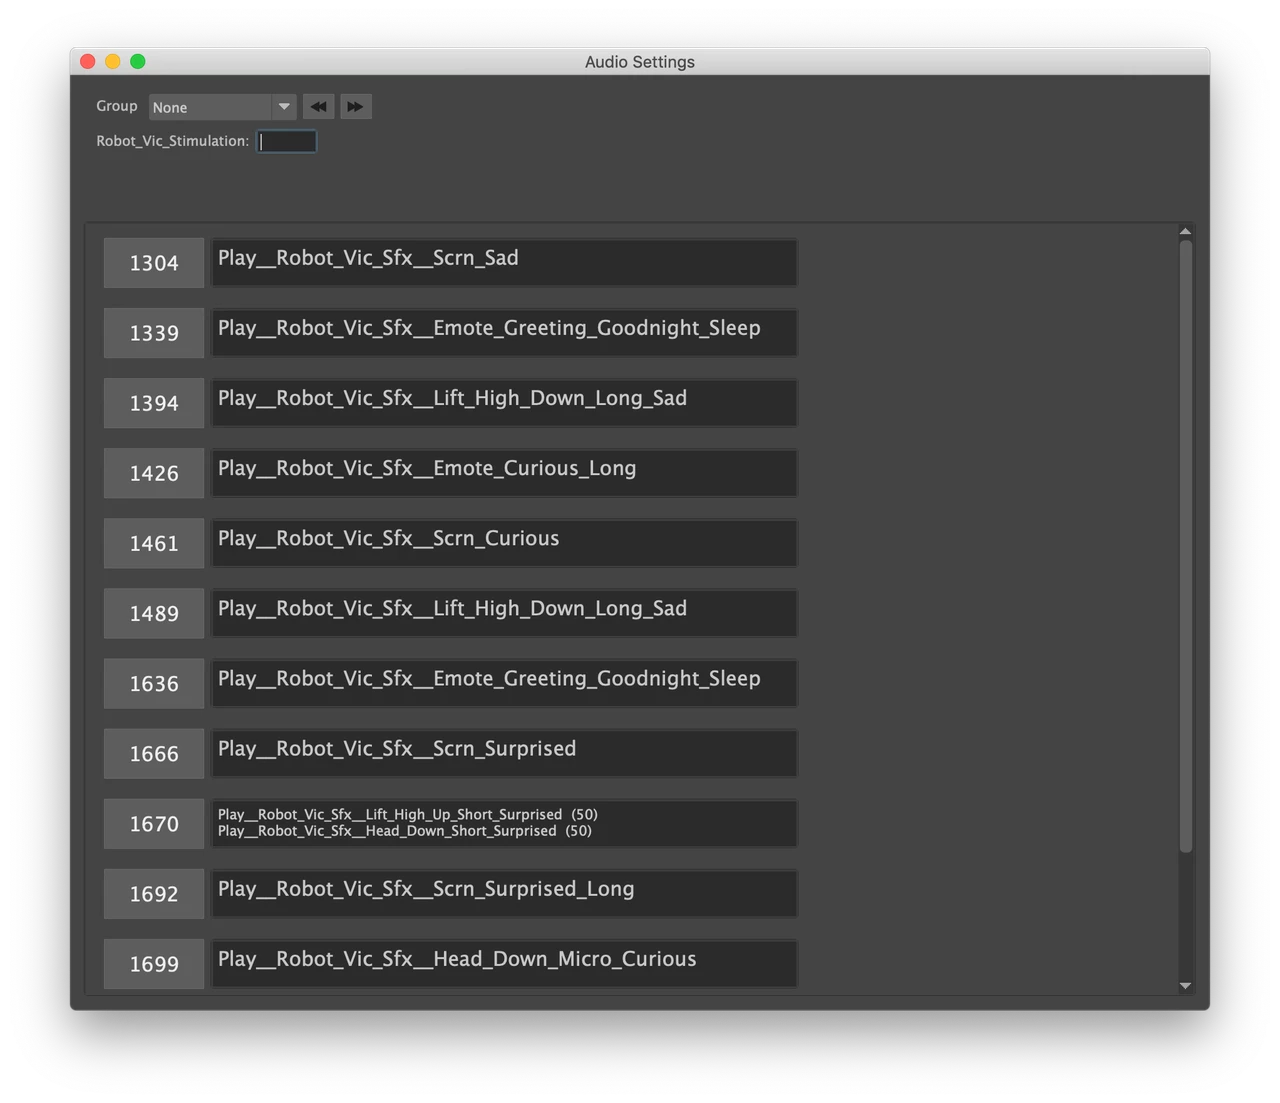 Audio Settings
Group None
Robot_Vic_Stimulation:
1304 Play__Robot_Vic_Sfx__Scrn_Sad
1339 Play__Robot_Vic_Sfx__Emote_Greeting_Goodnight_Sleep
1394 Play__Robot_Vic_Sfx__Lift_High_Down_Long_Sad
1426 Play__Robot_Vic_Sfx__Emote_Curious_Long
1461 Play__Robot_Vic_Sfx__Scrn_Curious
1489 Play__Robot_Vic_Sfx__Lift_High_Down_Long_Sad
1636 Play__Robot_Vic_Sfx__Emote_Greeting_Goodnight_Sleep
1666 Play__Robot_Vic_Sfx__Scrn_Surprised
1670 Play__Robot_Vic_Sfx__Lift_High_Up_Short_Surprised (50)
Play__Robot_Vic_Sfx__Head_Down_Short_Surprised (50)
1692 Play__Robot_Vic_Sfx__Scrn_Surprised_Long
1699 Play__Robot_Vic_Sfx__Head_Down_Micro_Curious